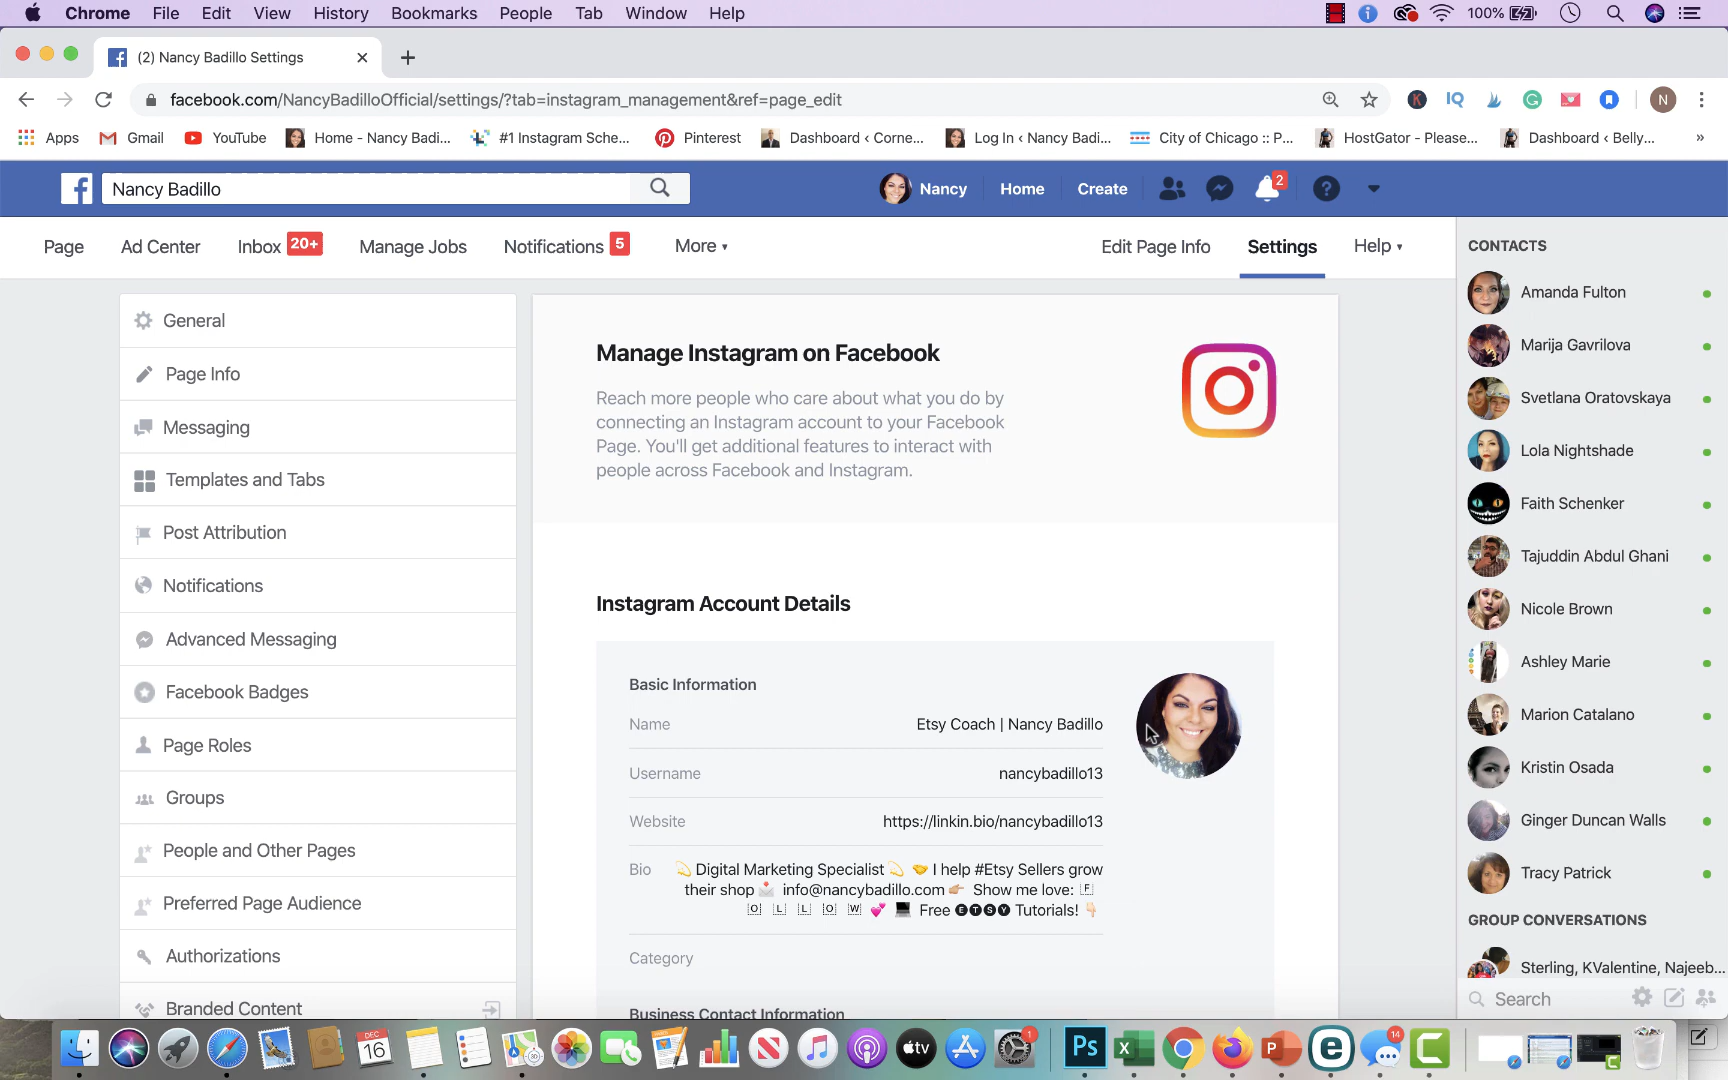 Chrome File Edit View History Bookmarks People Tab Window Help 100%
(2) Nancy Badillo Settings
facebook.com/NancyBadilloOfficial/settings/?tab=instagram_management&ref=page_edit
IQ N
Apps Gmail YouTube Home - Nancy Badi... #1 Instagram Sche... Pinterest Dashboard ‹ Corne... Log In ‹ Nancy Badi... City of Chicago :: P... HostGator - Please... Dashboard ‹ Belly... »
Nancy Badillo Nancy Home Create 2
Page Ad Center Inbox 20+ Manage Jobs Notifications 5 More Edit Page Info Settings Help
General
Page Info
Messaging
Templates and Tabs
Post Attribution
Notifications
Advanced Messaging
Facebook Badges
Page Roles
Groups
People and Other Pages
Preferred Page Audience
Authorizations
Branded Content
Manage Instagram on Facebook
Reach more people who care about what you do by
connecting an Instagram account to your Facebook
Page. You'll get additional features to interact with
people across Facebook and Instagram.
Instagram Account Details
Basic Information
Name Etsy Coach | Nancy Badillo
Username nancybadillo13
Website https://linkin.bio/nancybadillo13
Bio 💫 Digital Marketing Specialist 💫 🤝 I help #Etsy Sellers grow
their shop 📩 info@nancybadillo.com 👉🏼 Show me love: 🄵
🄾 🄻 🄻 🄾 🅆 💕 💻 Free 🅔🅣🅢🅨 Tutorials! 👇🏻
Category
Business Contact Information
CONTACTS
Amanda Fulton
Marija Gavrilova
Svetlana Oratovskaya
Lola Nightshade
Faith Schenker
Tajuddin Abdul Ghani
Nicole Brown
Ashley Marie
Marion Catalano
Kristin Osada
Ginger Duncan Walls
Tracy Patrick
GROUP CONVERSATIONS
Sterling, KValentine, Najeeb...
Search
DEC
16
3D
tv
1
Ps
X
P
e
14
C